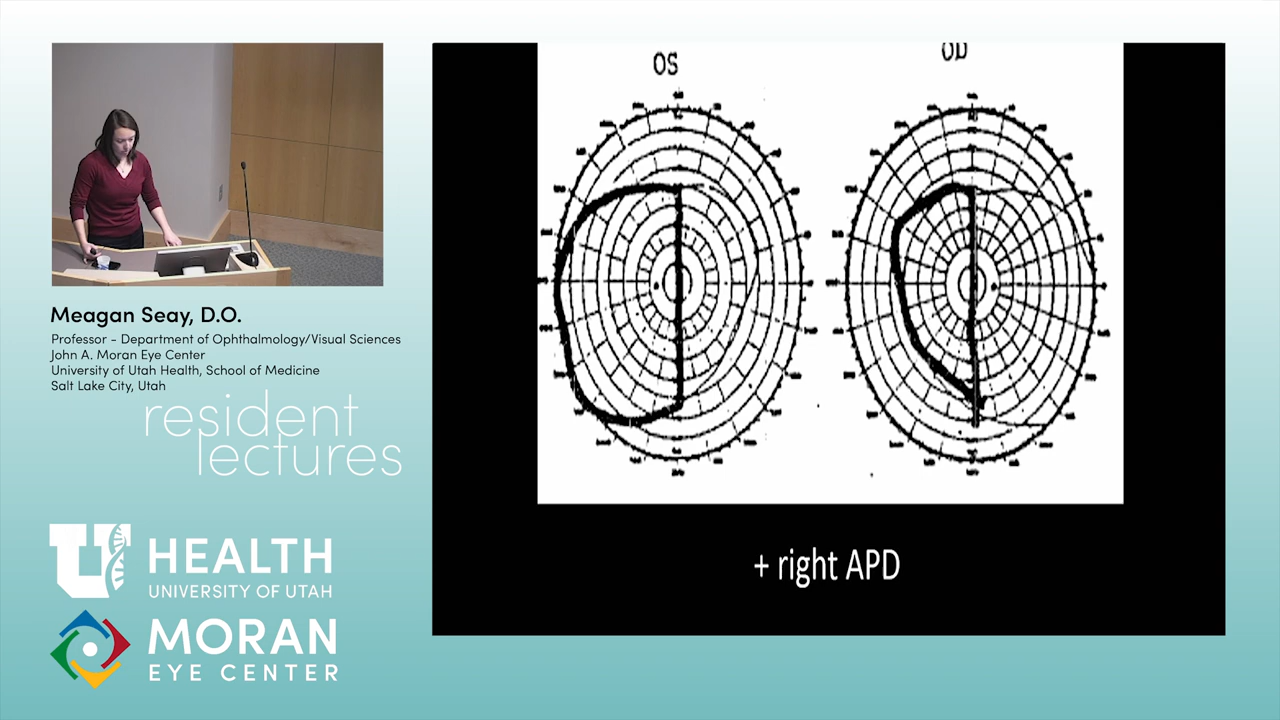 OS
OD
+ right APD
Meagan Seay, D.O.
Professor - Department of Ophthalmology/Visual Sciences
John A. Moran Eye Center
University of Utah Health, School of Medicine
Salt Lake City, Utah
resident
lectures
U
HEALTH
UNIVERSITY OF UTAH
MORAN
EYE CENTER